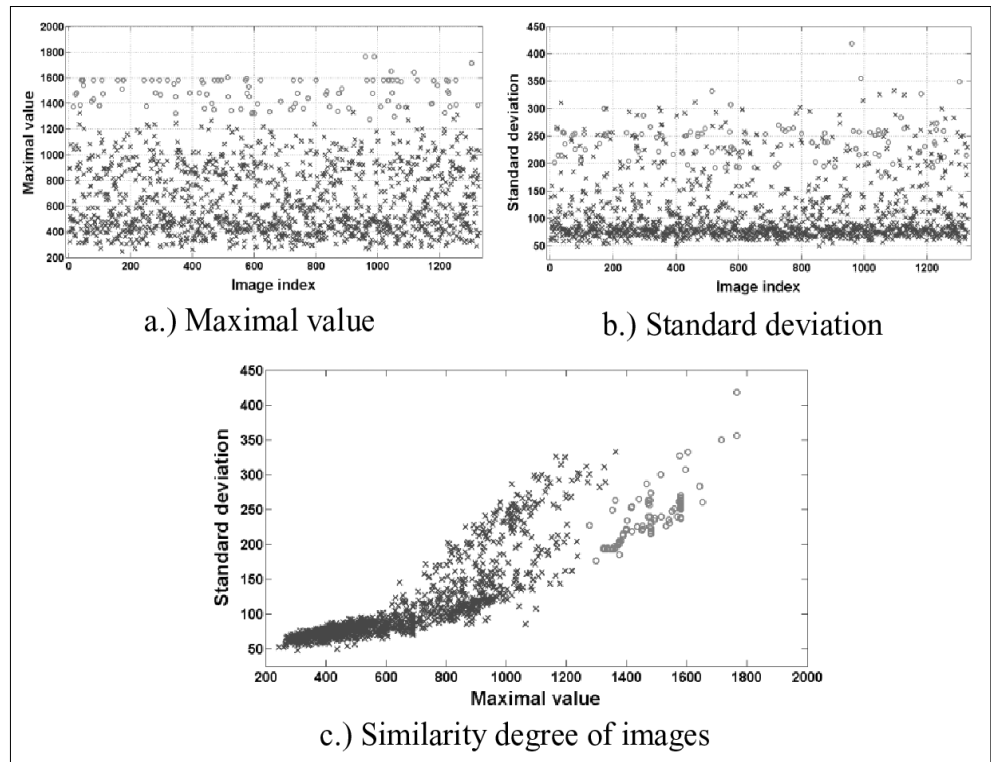 2000
1800
1600
1400
1200
1000
800
600
400
200
Maximal value
0 200 400 600 800 1000 1200
Image index
a.) Maximal value
450
400
350
300
250
200
150
100
50
Standard deviation
0 200 400 600 800 1000 1200
Image index
b.) Standard deviation
450
400
350
300
250
200
150
100
50
Standard deviation
200 400 600 800 1000 1200 1400 1600 1800 2000
Maximal value
c.) Similarity degree of images